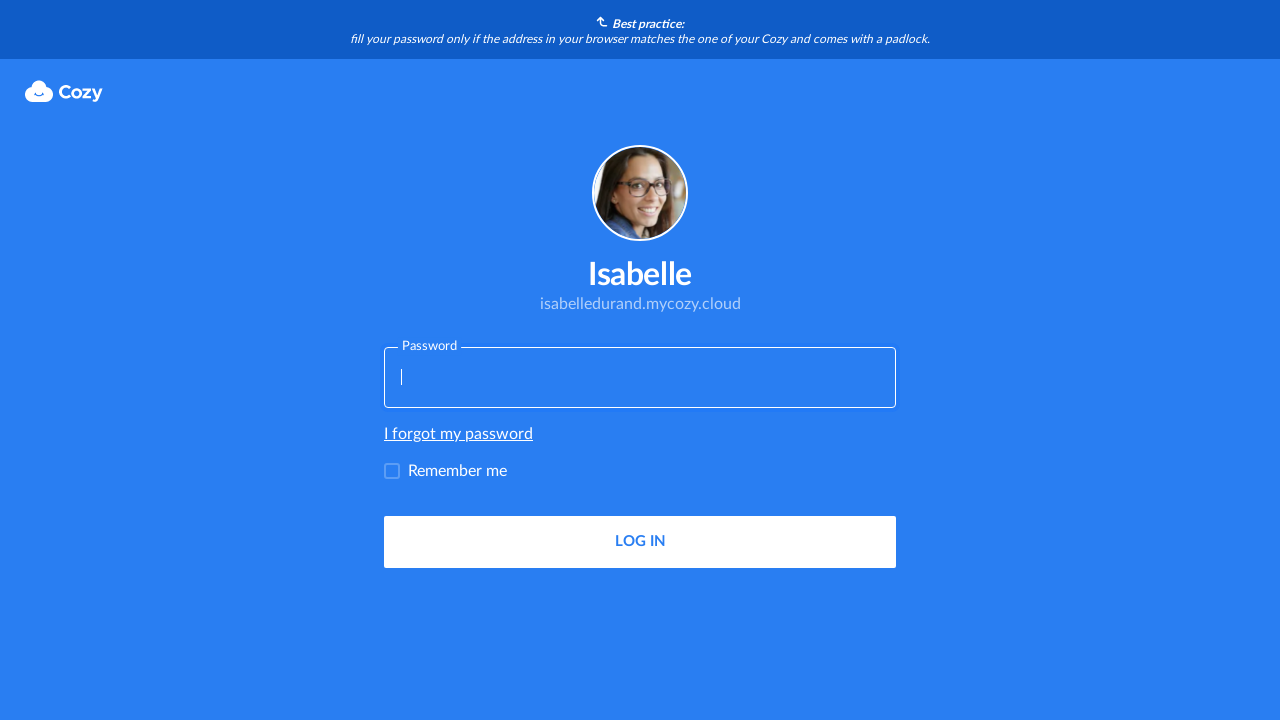 Best practice:
fill your password only if the address in your browser matches the one of your Cozy and comes with a padlock.
Cozy
Isabelle
isabelledurand.mycozy.cloud
Password
I forgot my password
Remember me
LOG IN